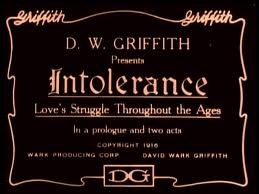 Griffith Griffith
D. W. GRIFFITH
Presents
Intolerance
Love's Struggle Throughout the Ages
In a prologue and two acts
COPYRIGHT 1916
WARK PRODUCING CORP. DAVID WARK GRIFFITH
DG